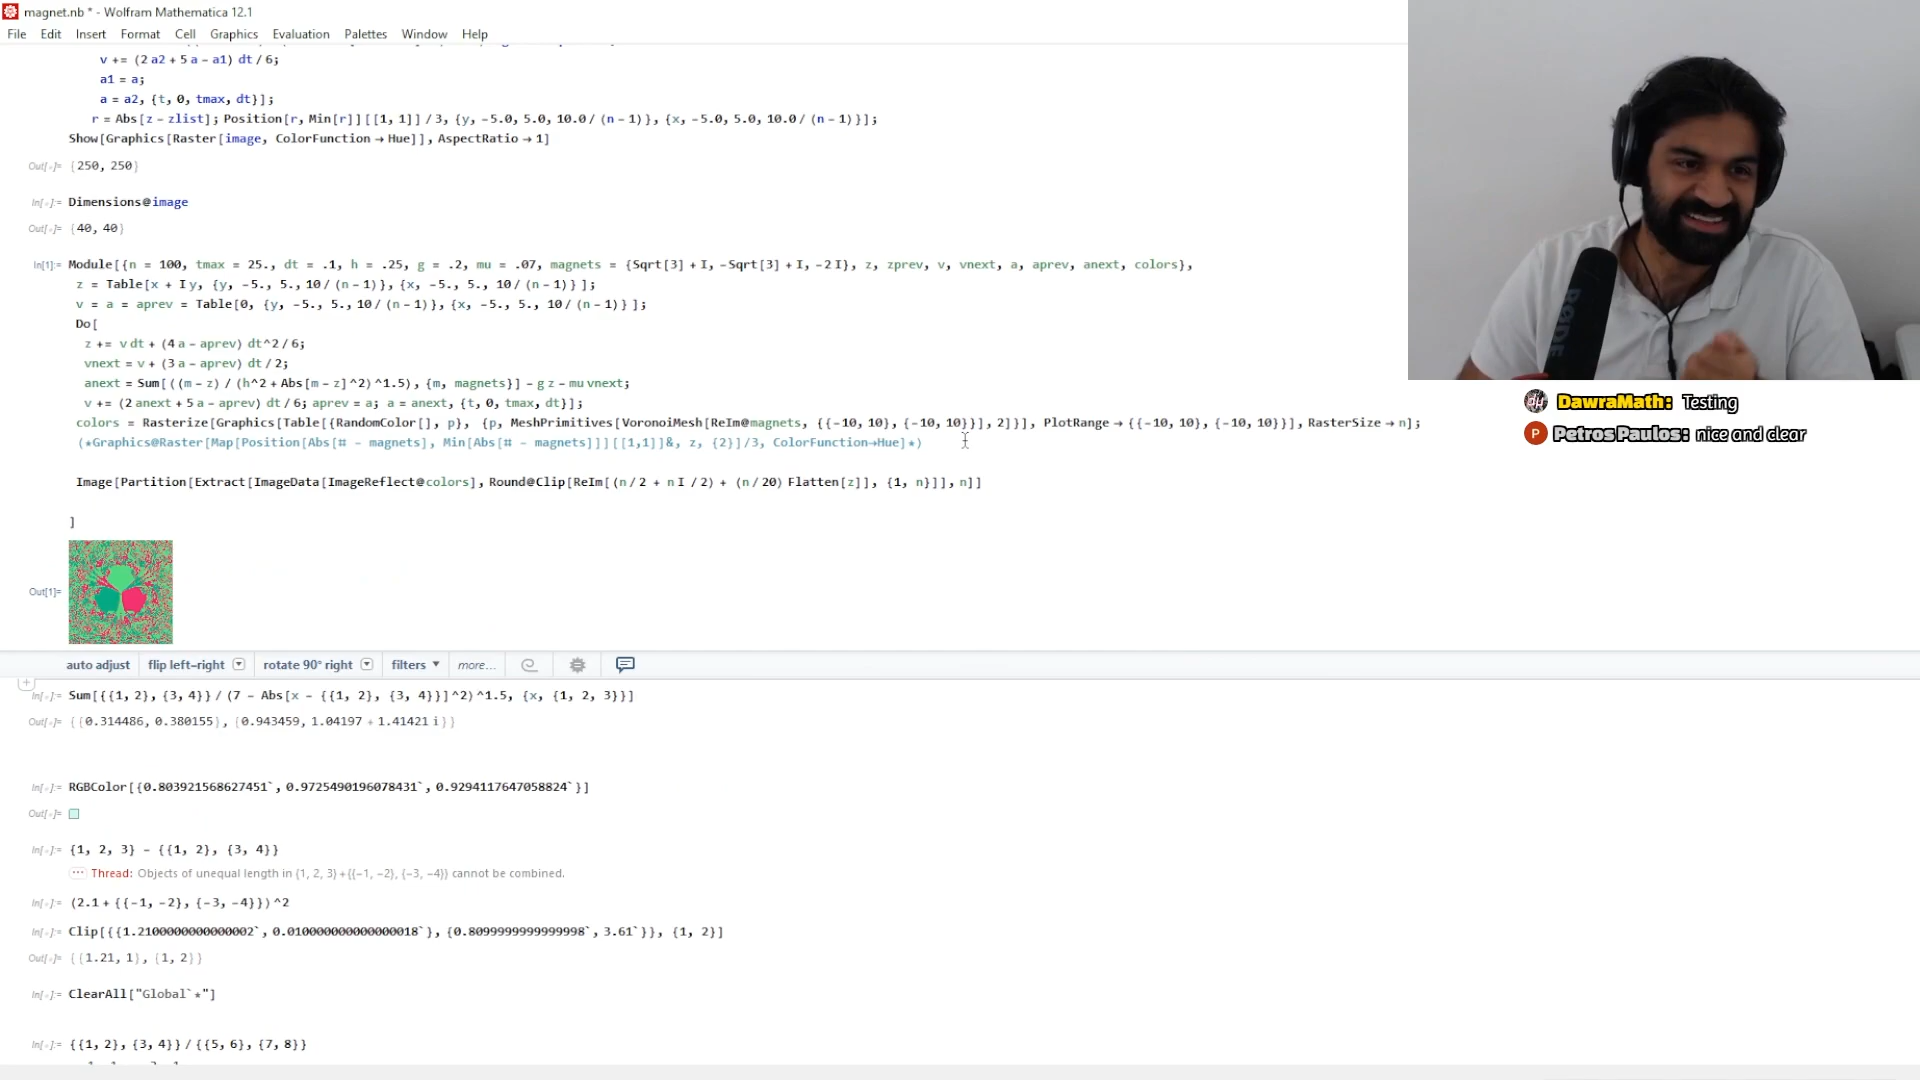 magnet.nb * - Wolfram Mathematica 12.1
File Edit Insert Format Cell Graphics Evaluation Palettes Window Help
v += (2 a2 + 5 a - a1) dt / 6;
a1 = a;
a = a2, {t, 0, tmax, dt}];
r = Abs[z - zlist]; Position[r, Min[r]][[1, 1]] / 3, {y, -5.0, 5.0, 10.0 / (n - 1)}, {x, -5.0, 5.0, 10.0 / (n - 1)}];
Show[Graphics[Raster[image, ColorFunction → Hue]], AspectRatio → 1]
Out[•]= {250, 250}
In[•]:= Dimensions@image
Out[•]= {40, 40}
In[1]:= Module[{n = 100, tmax = 25., dt = .1, h = .25, g = .2, mu = .07, magnets = {Sqrt[3] + I, -Sqrt[3] + I, -2 I}, z, zprev, v, vnext, a, aprev, anext, colors},
z = Table[x + I y, {y, -5., 5., 10 / (n - 1)}, {x, -5., 5., 10 / (n - 1)} ];
v = a = aprev = Table[0, {y, -5., 5., 10 / (n - 1)}, {x, -5., 5., 10 / (n - 1)} ];
Do[
z += v dt + (4 a - aprev) dt^2 / 6;
vnext = v + (3 a - aprev) dt / 2;
anext = Sum[((m - z) / (h^2 + Abs[m - z]^2)^1.5), {m, magnets}] - g z - mu vnext;
v += (2 anext + 5 a - aprev) dt / 6; aprev = a; a = anext, {t, 0, tmax, dt}];
colors = Rasterize[Graphics[Table[{RandomColor[], p}, {p, MeshPrimitives[VoronoiMesh[ReIm@magnets, {{-10, 10}, {-10, 10}}], 2]}], PlotRange → {{-10, 10}, {-10, 10}}], RasterSize → n];
(*Graphics@Raster[Map[Position[Abs[# - magnets], Min[Abs[# - magnets]]][[1,1]]&, z, {2}]/3, ColorFunction→Hue]*)
Image[Partition[Extract[ImageData[ImageReflect@colors], Round@Clip[ReIm[(n / 2 + n I / 2) + (n / 20) Flatten[z]], {1, n}]], n]]
]
Out[1]=
auto adjust flip left-right rotate 90° right filters more...
In[•]:= Sum[{{1, 2}, {3, 4}} / (7 - Abs[x - {{1, 2}, {3, 4}}]^2)^1.5, {x, {1, 2, 3}}]
Out[•]= {{0.314486, 0.380155}, {0.943459, 1.04197 + 1.41421 i}}
In[•]:= RGBColor[{0.803921568627451`, 0.9725490196078431`, 0.9294117647058824`}]
Out[•]=
In[•]:= {1, 2, 3} - {{1, 2}, {3, 4}}
Thread: Objects of unequal length in {1, 2, 3}+{{-1, -2}, {-3, -4}} cannot be combined.
In[•]:= (2.1 + {{-1, -2}, {-3, -4}})^2
In[•]:= Clip[{{1.2100000000000002`, 0.010000000000000018`}, {0.8099999999999998`, 3.61`}}, {1, 2}]
Out[•]= {{1.21, 1}, {1, 2}}
In[•]:= ClearAll["Global`*"]
In[•]:= {{1, 2}, {3, 4}} / {{5, 6}, {7, 8}}
RØDE
DawraMath: Testing
P Petros Paulos: nice and clear